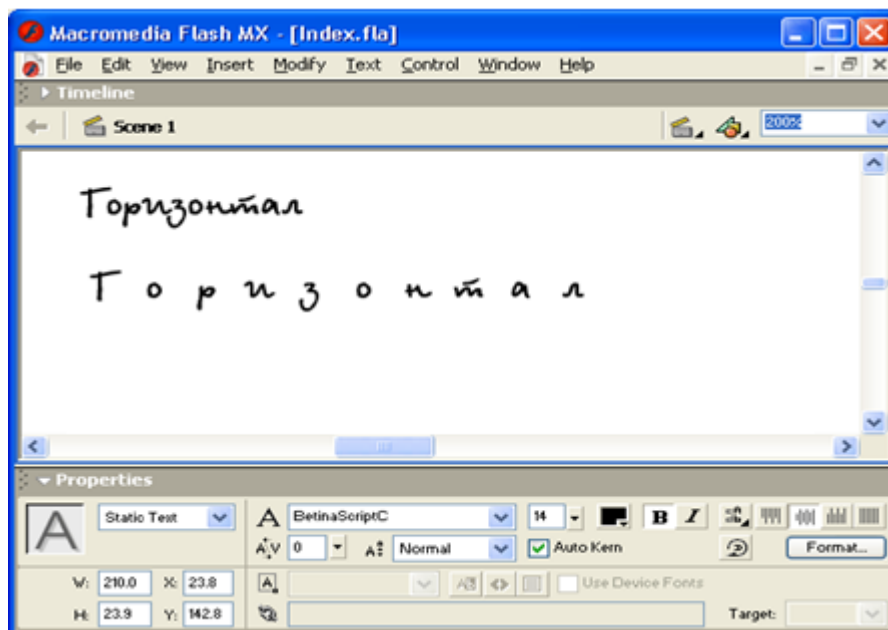 Macromedia Flash MX - [Index.fla]
File Edit View Insert Modify Text Control Window Help
Timeline
Scene 1 200%
Горизонтал
Г о р и з о н т а л
Properties
A Static Text A BetinaScriptC 14 B I
A V 0 A Normal Auto Kern Format...
W: 210.0 X: 23.8 A Use Device Fonts
H: 23.9 Y: 142.8 Target: